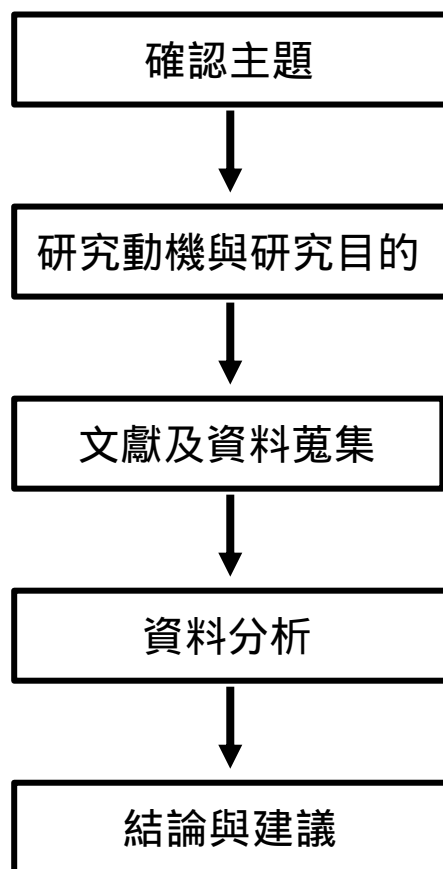 確認主題
研究動機與研究目的
文獻及資料蒐集
資料分析
結論與建議